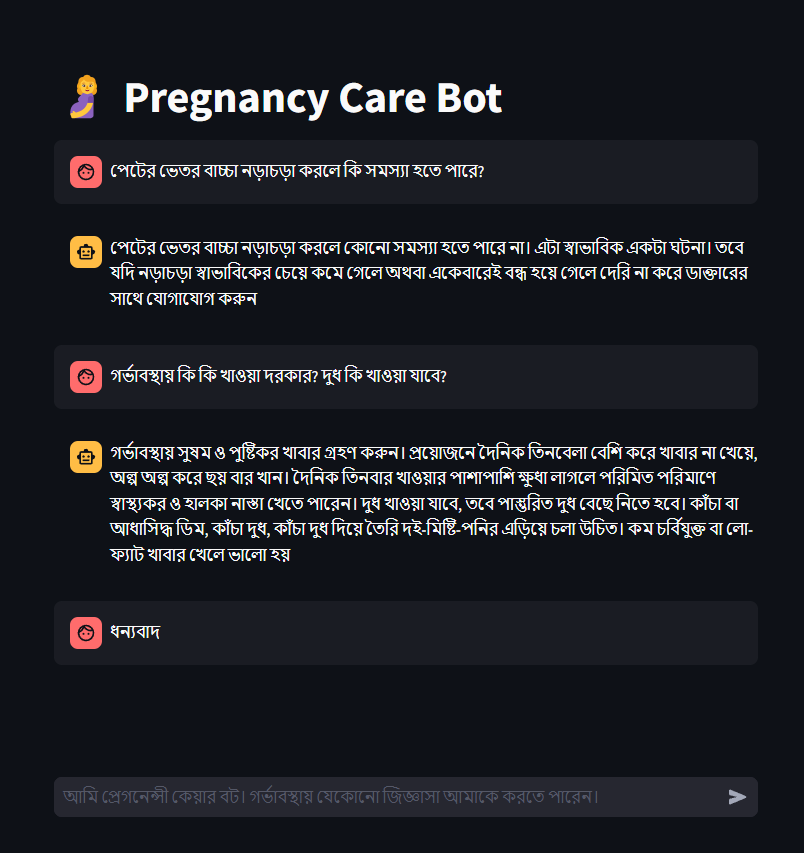 Pregnancy Care Bot
পেটের ভেতর বাচ্চা নড়াচড়া করলে কি সমস্যা হতে পারে?
পেটের ভেতর বাচ্চা নড়াচড়া করলে কোনো সমস্যা হতে পারে না। এটা স্বাভাবিক একটা ঘটনা। তবে
যদি নড়াচড়া স্বাভাবিকের চেয়ে কমে গেলে অথবা একেবারেই বন্ধ হয়ে গেলে দেরি না করে ডাক্তারের
সাথে যোগাযোগ করুন
গর্ভাবস্থায় কি কি খাওয়া দরকার? দুধ কি খাওয়া যাবে?
গর্ভাবস্থায় সুষম ও পুষ্টিকর খাবার গ্রহণ করুন। প্রয়োজনে দৈনিক তিনবেলা বেশি করে খাবার না খেয়ে,
অল্প অল্প করে ছয় বার খান। দৈনিক তিনবার খাওয়ার পাশাপাশি ক্ষুধা লাগলে পরিমিত পরিমাণে
স্বাস্থ্যকর ও হালকা নাস্তা খেতে পারেন। দুধ খাওয়া যাবে, তবে পাস্তুরিত দুধ বেছে নিতে হবে। কাঁচা বা
আধাসিদ্ধ ডিম, কাঁচা দুধ, কাঁচা দুধ দিয়ে তৈরি দই-মিষ্টি-পনির এড়িয়ে চলা উচিত। কম চর্বিযুক্ত বা লো-
ফ্যাট খাবার খেলে ভালো হয়
ধন্যবাদ
আমি প্রেগনেন্সী কেয়ার বট। গর্ভাবস্থায় যেকোনো জিজ্ঞাসা আমাকে করতে পারেন।